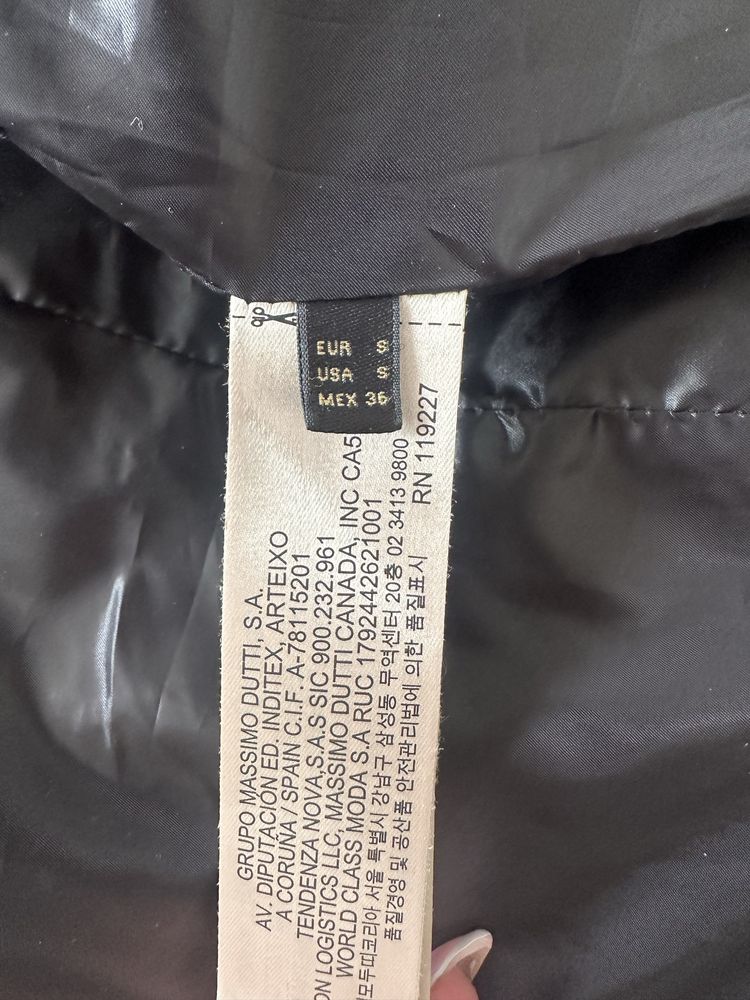 EUR S
USA S
MEX 36
GRUPO MASSIMO DUTTI, S.A.
AV. DIPUTACIÓN ED. INDITEX, ARTEIXO
A CORUÑA / SPAIN C.I.F. A-78115201
TENDENZA NOVA,S.A.S SIC 900.232.961
ON LOGISTICS LLC, MASSIMO DUTTI CANADA, INC CA5
WORLD CLASS MODA S.A RUC 1792442621001
서울 특별시 강남구 삼성동 무역센터 20층 02 3413 9800
품질경영 및 공산품 안전관리법에 의한 품질표시
RN 119227